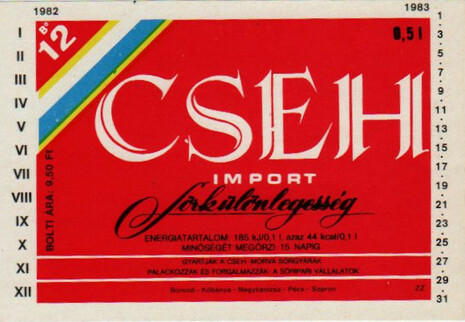 1982 1983
B° 12
0,5 l
CSEH
IMPORT
Sörkülönlegesség
ENERGIATARTALOM: 185 kJ/0,1 l, azaz 44 kcal/0,1 l
MINŐSÉGÉT MEGŐRZI: 15 NAPIG
GYÁRTJÁK A CSEH-MORVA SÖRGYÁRAK
PALACKOZZÁK ÉS FORGALMAZZÁK: A SÖRIPARI VÁLLALATOK
Borsod - Kőbánya - Nagykanizsa - Pécs - Sopron
22
BOLTI ÁRA: 9,50 Ft
I
II
III
IV
V
VI
VII
VIII
IX
X
XI
XII
1
3
5
7
9
11
13
15
17
19
21
23
25
27
29
31